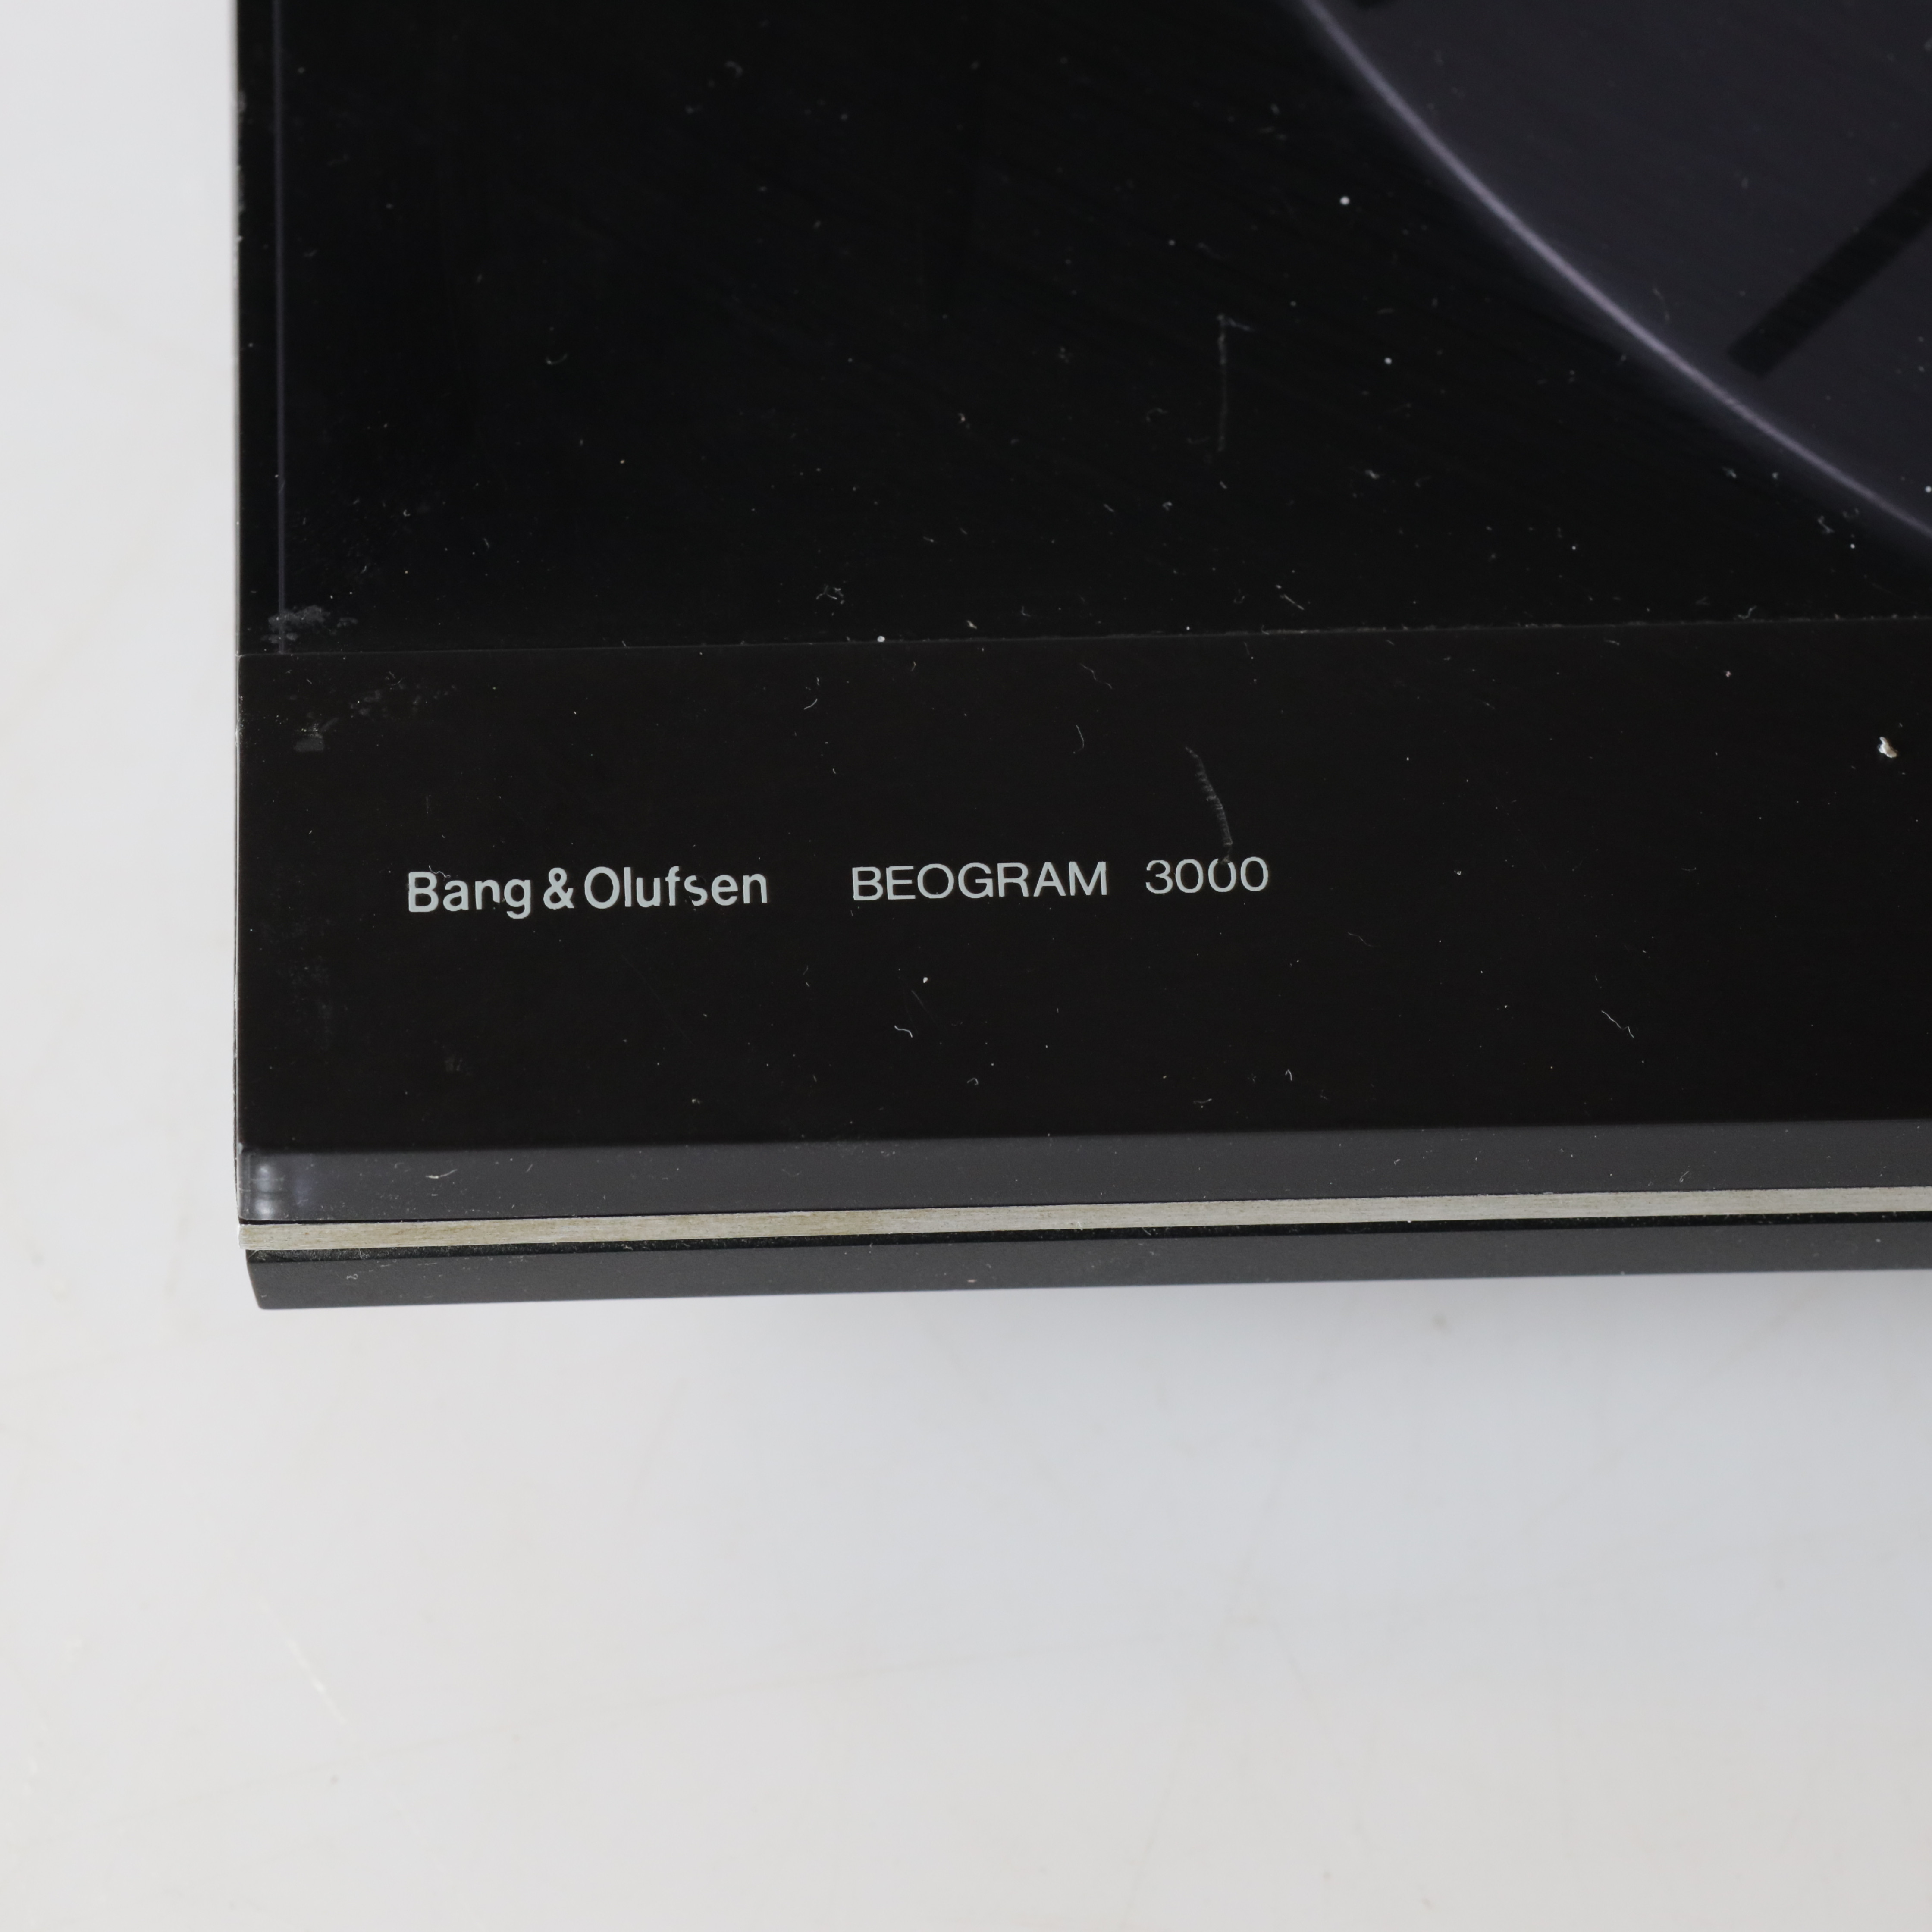 Bang & Olufsen BEOGRAM 3000